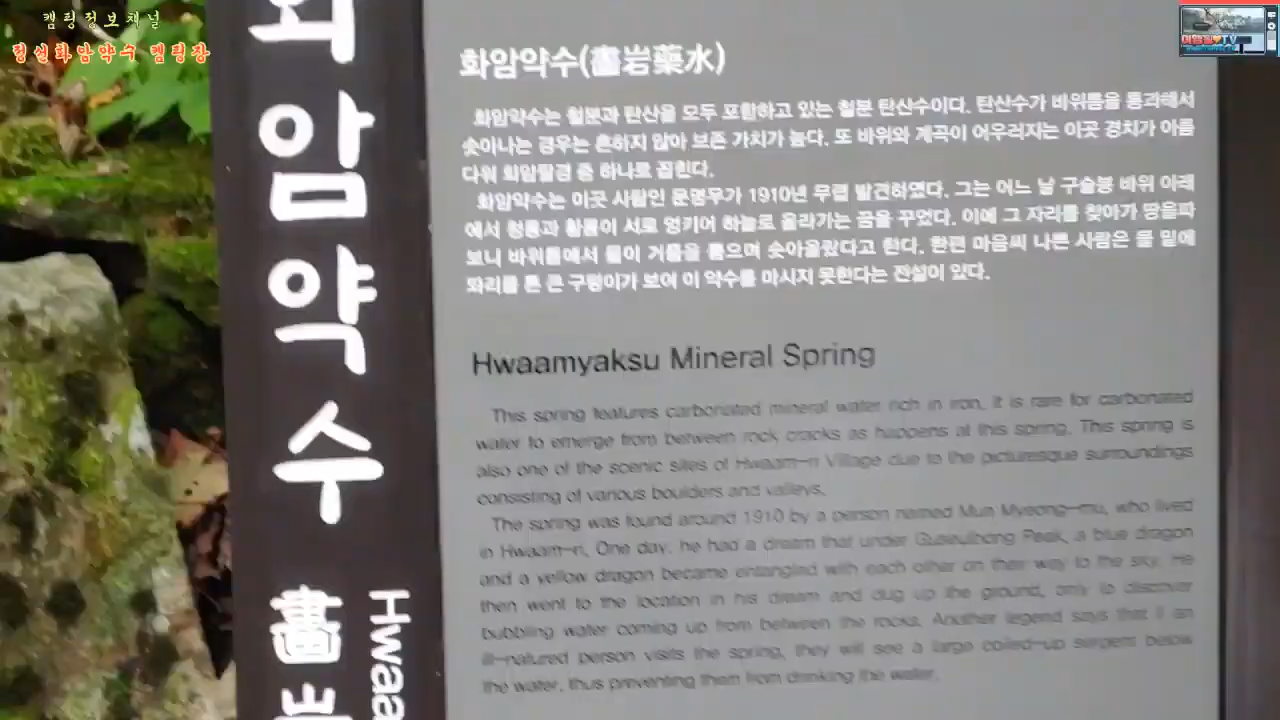 캠핑정보채널
정선화암약수 캠핑장
여행필♥TV
화암약수
畵岩
Hwaa
화암약수(畵岩藥水)
화암약수는 철분과 탄산을 모두 포함하고 있는 철분 탄산수이다. 탄산수가 바위틈을 통과해서
솟아나는 경우는 흔하지 않아 보존 가치가 높다. 또 바위와 계곡이 어우러지는 이곳 경치가 아름
다워 화암팔경 중 하나로 꼽힌다.
화암약수는 이곳 사람인 문명무가 1910년 무렵 발견하였다. 그는 어느 날 구슬봉 바위 아래
에서 청룡과 황룡이 서로 엉키어 하늘로 올라가는 꿈을 꾸었다. 이에 그 자리를 찾아가 땅을파
보니 바위틈에서 물이 거품을 뿜으며 솟아올랐다고 한다. 한편 마음씨 나쁜 사람은 물 밑에
똬리를 튼 큰 구렁이가 보여 이 약수를 마시지 못한다는 전설이 있다.
Hwaamyaksu Mineral Spring
This spring features carbonated mineral water rich in iron. It is rare for carbonated
water to emerge from between rock cracks as happens at this spring. This spring is
also one of the scenic sites of Hwaam-ri Village due to the picturesque surroundings
consisting of various boulders and valleys.
The spring was found around 1910 by a person named Mun Myeong-mu, who lived
in Hwaam-ri. One day, he had a dream that under Guseulbong Peak, a blue dragon
and a yellow dragon became entangled with each other on their way to the sky. He
then went to the location in his dream and dug up the ground, only to discover
bubbling water coming up from between the rocks. Another legend says that if an
ill-natured person visits the spring, they will see a large coiled-up serpent below
the water, thus preventing them from drinking the water.